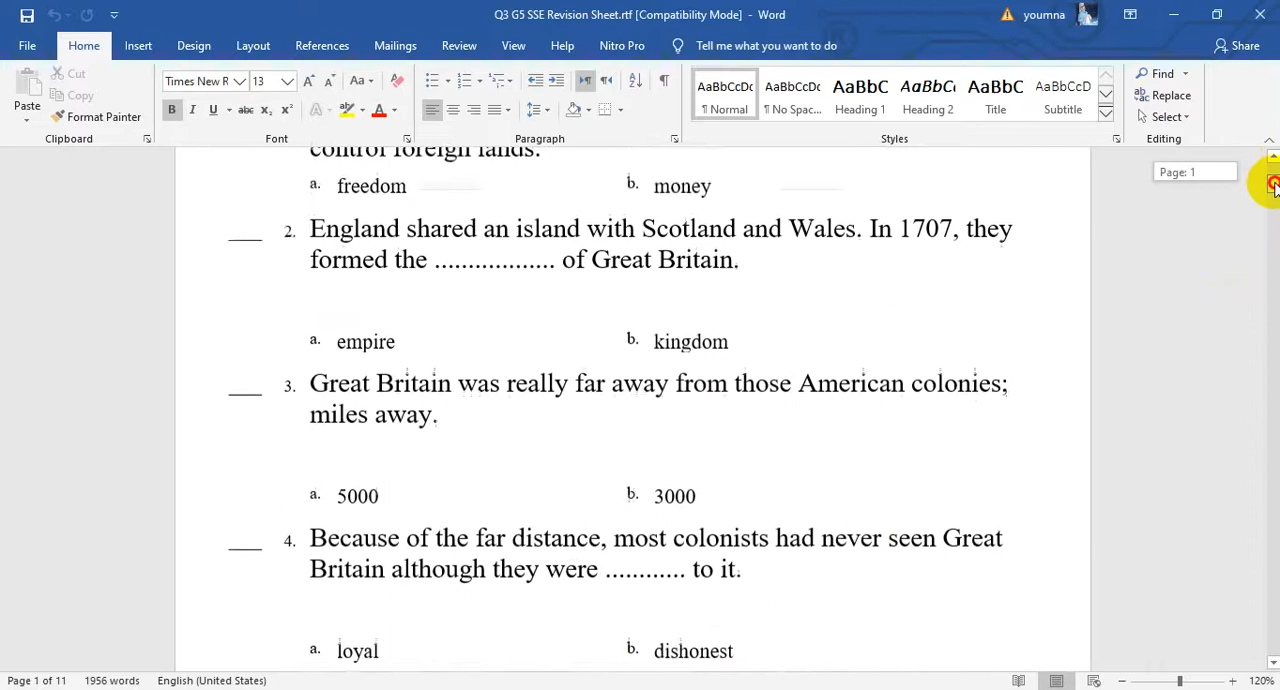 Q3 G5 SSE Revision Sheet.rtf [Compatibility Mode] - Word
youmna
File Home Insert Design Layout References Mailings Review View Help Nitro Pro Tell me what you want to do Share
Paste
Cut
Copy
Format Painter
Clipboard
Times New R 13
Font
Paragraph
AaBbCcDc AaBbCcDc AaBbC AaBbC AaBbC AaBbCcD
¶ Normal ¶ No Spac... Heading 1 Heading 2 Title Subtitle
Styles
Find
Replace
Select
Editing
Page: 1
control foreign lands.
a. freedom b. money
___ 2. England shared an island with Scotland and Wales. In 1707, they
formed the .................. of Great Britain.
a. empire b. kingdom
___ 3. Great Britain was really far away from those American colonies;
miles away.
a. 5000 b. 3000
___ 4. Because of the far distance, most colonists had never seen Great
Britain although they were ............ to it.
a. loyal b. dishonest
Page 1 of 11 1956 words English (United States) 120%